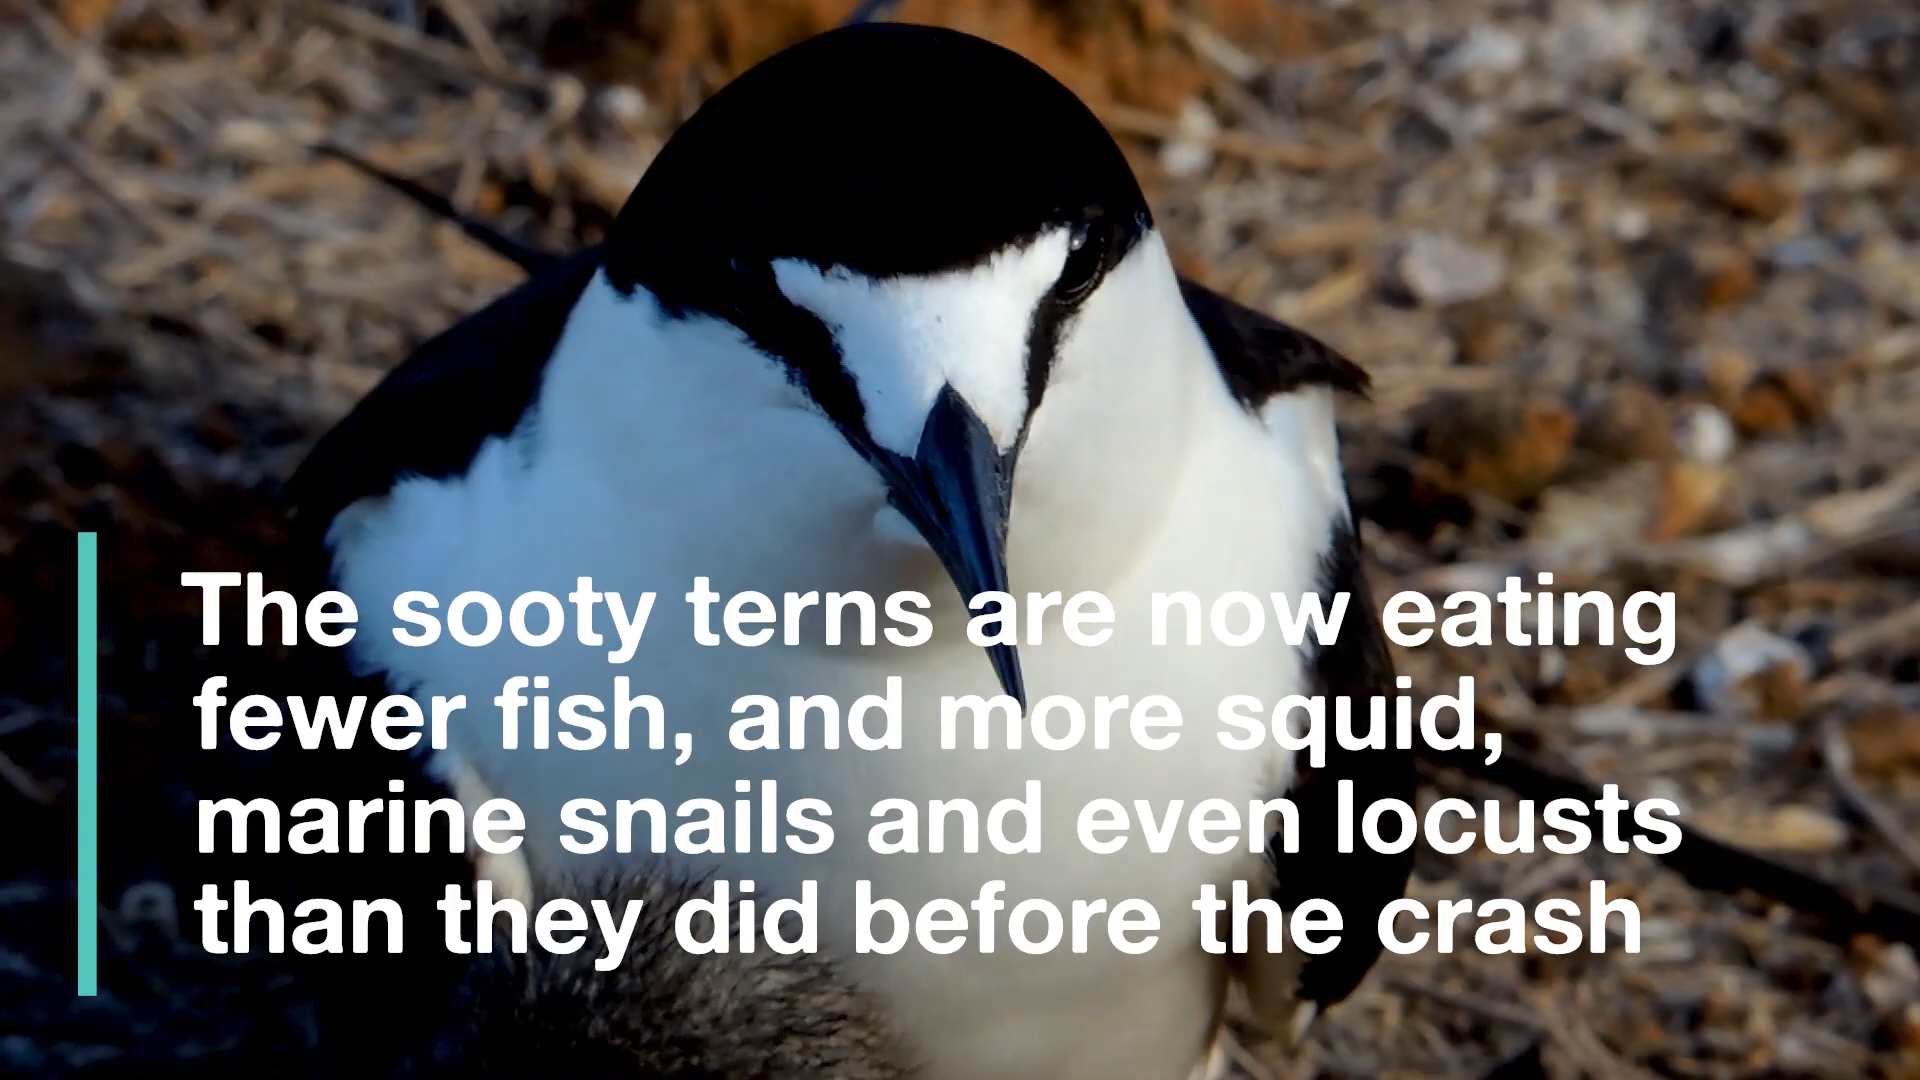 The sooty terns are now eating
fewer fish, and more squid,
marine snails and even locusts
than they did before the crash